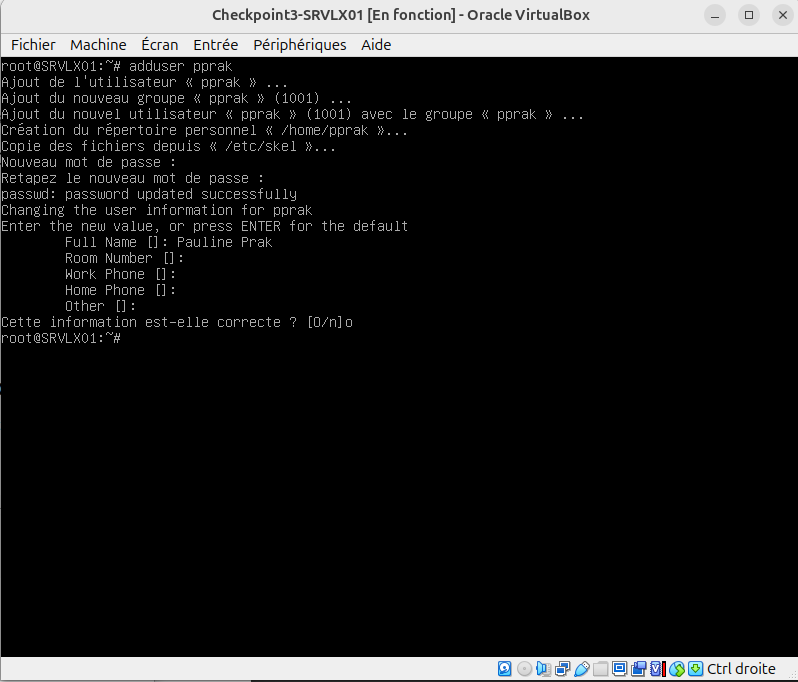 Checkpoint3-SRVLX01 [En fonction] - Oracle VirtualBox
Fichier Machine Écran Entrée Périphériques Aide
root@SRVLX01:~# adduser pprak
Ajout de l'utilisateur « pprak » ...
Ajout du nouveau groupe « pprak » (1001) ...
Ajout du nouvel utilisateur « pprak » (1001) avec le groupe « pprak » ...
Création du répertoire personnel « /home/pprak »...
Copie des fichiers depuis « /etc/skel »...
Nouveau mot de passe :
Retapez le nouveau mot de passe :
passwd: password updated successfully
Changing the user information for pprak
Enter the new value, or press ENTER for the default
Full Name []: Pauline Prak
Room Number []:
Work Phone []:
Home Phone []:
Other []:
Cette information est-elle correcte ? [O/n]o
root@SRVLX01:~#
Ctrl droite